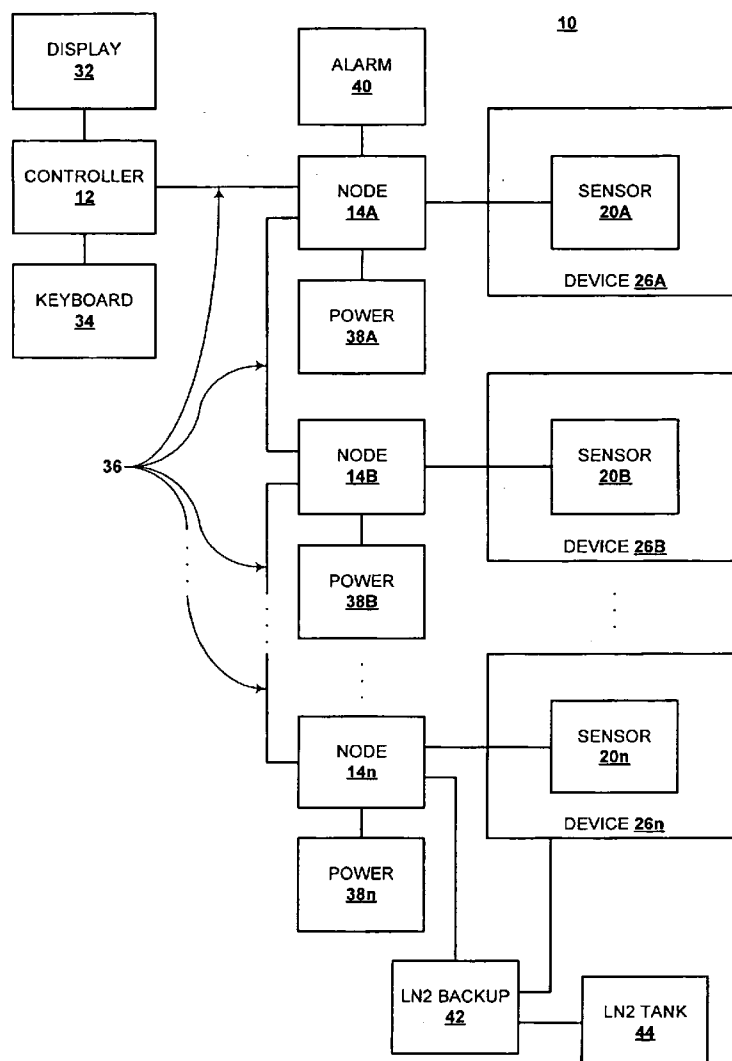 10
DISPLAY
32
ALARM
40
CONTROLLER
12
NODE
14A
SENSOR
20A
DEVICE 26A
KEYBOARD
34
POWER
38A
36
NODE
14B
SENSOR
20B
DEVICE 26B
POWER
38B
NODE
14n
SENSOR
20n
DEVICE 26n
POWER
38n
LN2 BACKUP
42
LN2 TANK
44